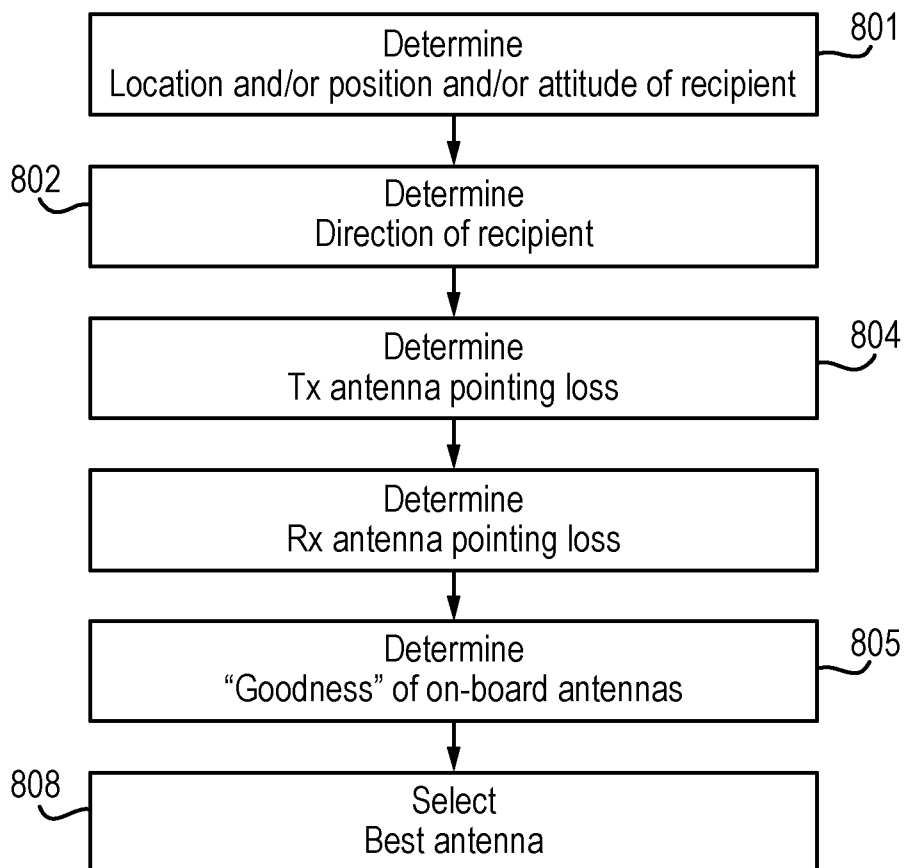 Determine
Location and/or position and/or attitude of recipient
801
802
Determine
Direction of recipient
Determine
Tx antenna pointing loss
804
Determine
Rx antenna pointing loss
Determine
“Goodness” of on-board antennas
805
808
Select
Best antenna